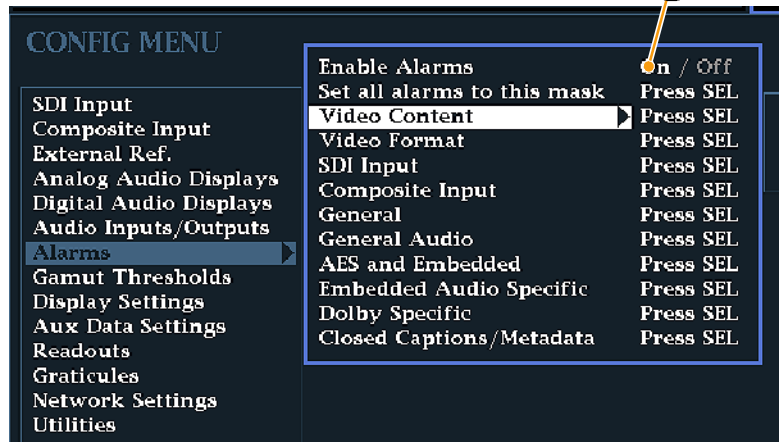 CONFIG MENU
SDI Input
Composite Input
External Ref.
Analog Audio Displays
Digital Audio Displays
Audio Inputs/Outputs
Alarms
Gamut Thresholds
Display Settings
Aux Data Settings
Readouts
Graticules
Network Settings
Utilities
Enable Alarms On / Off
Set all alarms to this mask Press SEL
Video Content Press SEL
Video Format Press SEL
SDI Input Press SEL
Composite Input Press SEL
General Press SEL
General Audio Press SEL
AES and Embedded Press SEL
Embedded Audio Specific Press SEL
Dolby Specific Press SEL
Closed Captions/Metadata Press SEL